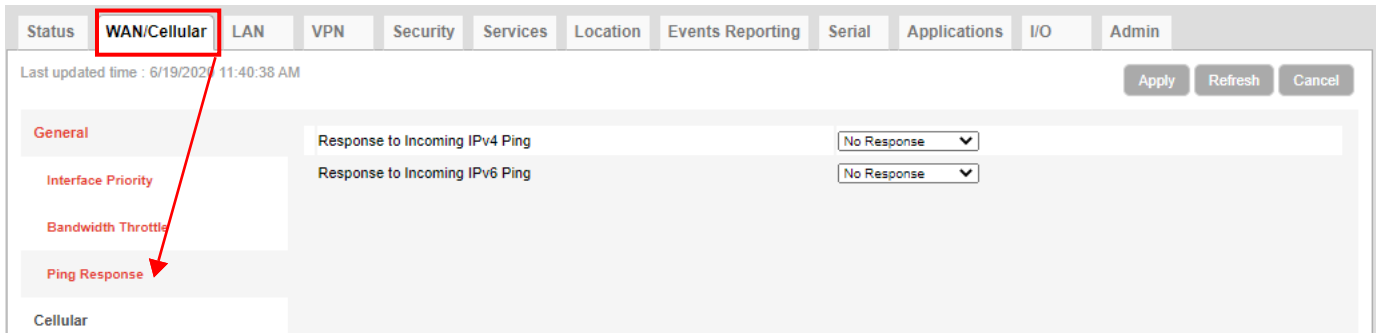 Status WAN/Cellular LAN VPN Security Services Location Events Reporting Serial Applications I/O Admin
Last updated time : 6/19/2020 11:40:38 AM
Apply Refresh Cancel
General
Response to Incoming IPv4 Ping No Response
Response to Incoming IPv6 Ping No Response
Interface Priority
Bandwidth Throttle
Ping Response
Cellular